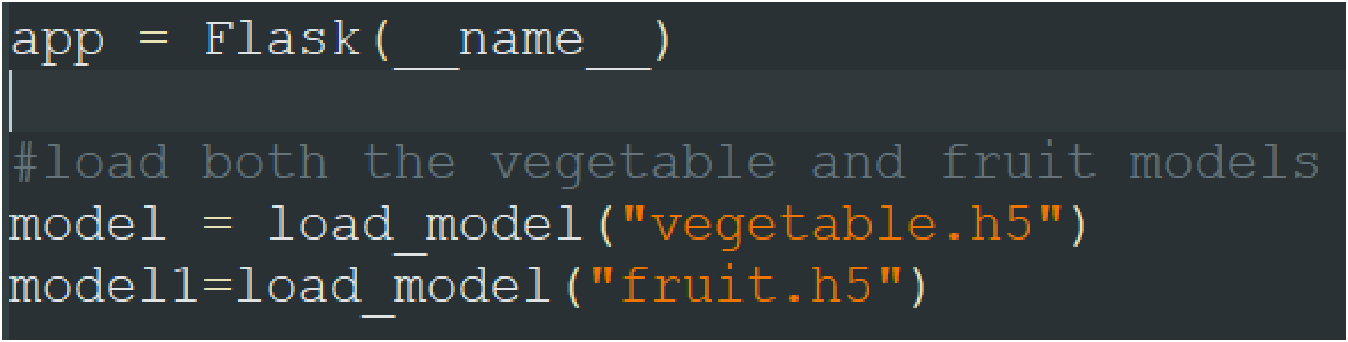 app = Flask(__name__)
#load both the vegetable and fruit models
model = load_model("vegetable.h5")
model1=load_model("fruit.h5")